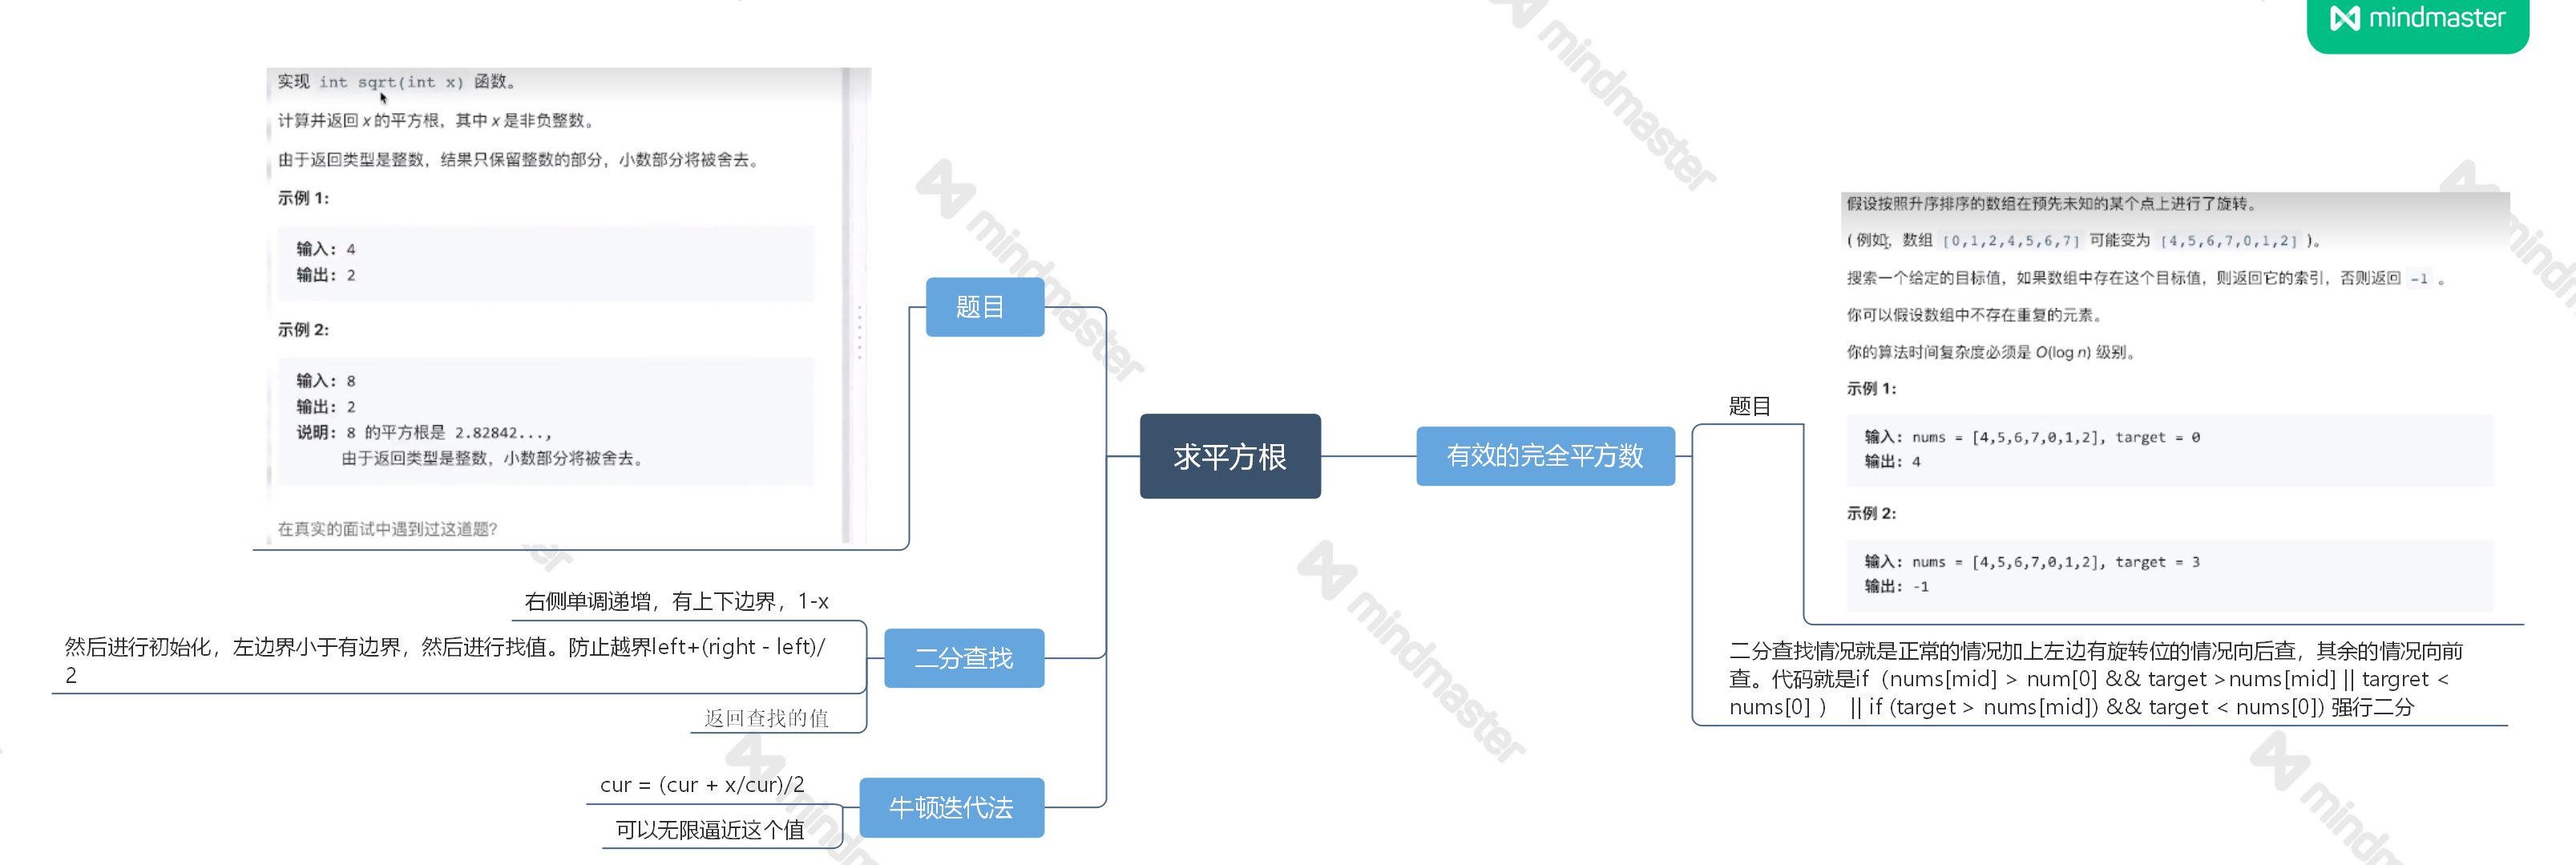 mindmaster
实现 int sqrt(int x) 函数。
计算并返回 x 的平方根，其中 x 是非负整数。
由于返回类型是整数，结果只保留整数的部分，小数部分将被舍去。
示例 1:
输入: 4
输出: 2
示例 2:
输入: 8
输出: 2
说明: 8 的平方根是 2.82842...,
由于返回类型是整数，小数部分将被舍去。
在真实的面试中遇到过这道题?
题目
右侧单调递增，有上下边界，1-x
然后进行初始化，左边界小于有边界，然后进行找值。防止越界left+(right - left)/
2
返回查找的值
二分查找
cur = (cur + x/cur)/2
可以无限逼近这个值
牛顿迭代法
求平方根
有效的完全平方数
题目
假设按照升序排序的数组在预先未知的某个点上进行了旋转。
( 例如，数组 [0,1,2,4,5,6,7] 可能变为 [4,5,6,7,0,1,2] )。
搜索一个给定的目标值，如果数组中存在这个目标值，则返回它的索引，否则返回 -1 。
你可以假设数组中不存在重复的元素。
你的算法时间复杂度必须是 O(log n) 级别。
示例 1:
输入: nums = [4,5,6,7,0,1,2], target = 0
输出: 4
示例 2:
输入: nums = [4,5,6,7,0,1,2], target = 3
输出: -1
二分查找情况就是正常的情况加上左边有旋转位的情况向后查，其余的情况向前
查。代码就是if（nums[mid] > num[0] && target >nums[mid] || targret <
nums[0] ） || if (target > nums[mid]) && target < nums[0]) 强行二分